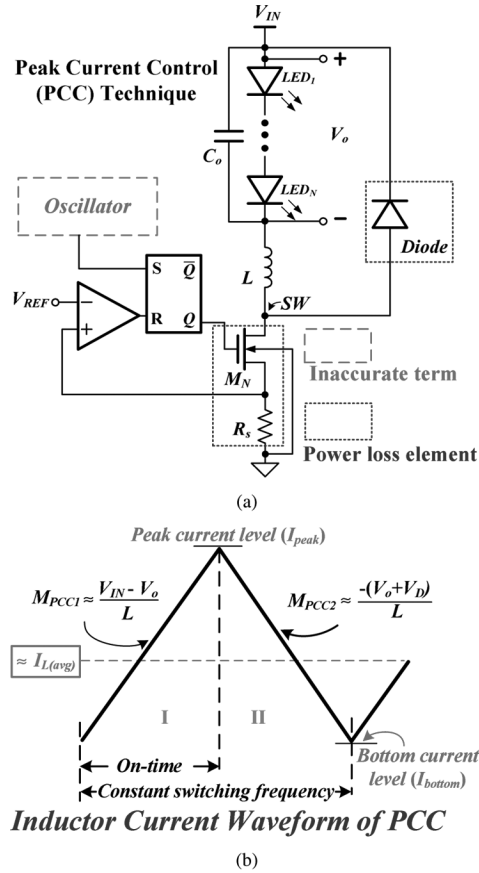 V_IN
Peak Current Control
(PCC) Technique
LED_1
+
V_o
C_o
LED_N
−
Oscillator
Diode
L
S
Q̅
SW
V_REF
−
+
R
Q
M_N
Inaccurate term
R_s
Power loss element
(a)
Peak current level (I_peak)
M_PCC1 ≈ (V_IN - V_o)/L
M_PCC2 ≈ -(V_o+V_D)/L
≈ I_L(avg)
I
II
On-time
Bottom current
level (I_bottom)
Constant switching frequency
Inductor Current Waveform of PCC
(b)